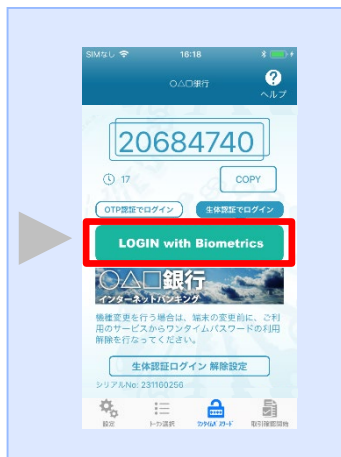 SIMなし 16:16
○△□銀行
ヘルプ
20684740
17
COPY
OTP認証でログイン 生体認証でログイン
LOGIN with Biometrics
○△□銀行
インターネットバンキング
機種変更を行う場合は、端末の変更前に、ご利
用のサービスからワンタイムパスワードの利用
解除を行なってください。
生体認証ログイン 解除設定
シリアルNo: 231160256
設定 トークン選択 ワンタイムパスワード 取引確認開始